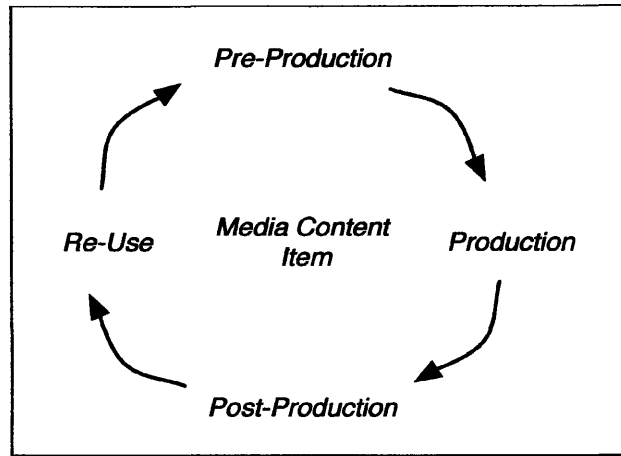 Pre-Production
Re-Use
Media Content
Item
Production
Post-Production